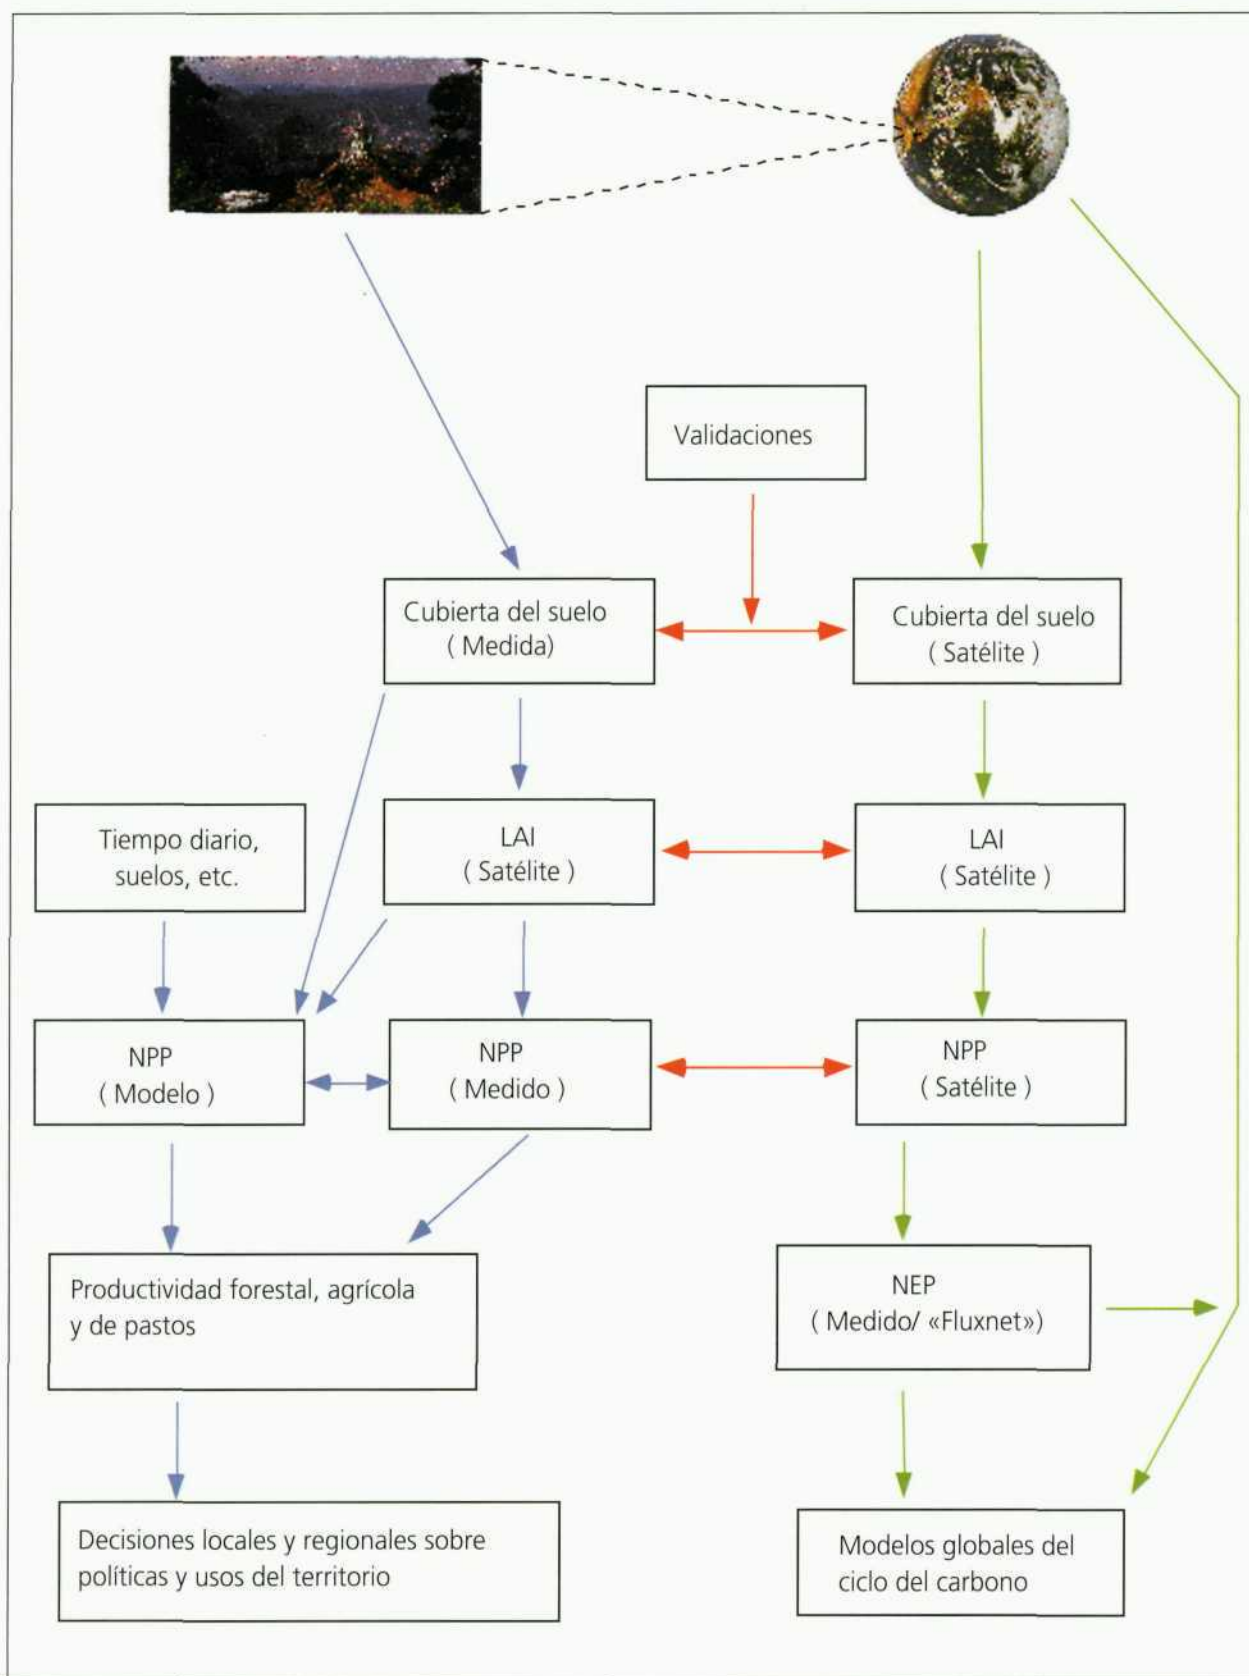 Validaciones
Cubierta del suelo
( Medida)
Cubierta del suelo
( Satélite )
Tiempo diario,
suelos, etc.
LAI
( Satélite )
LAI
( Satélite )
NPP
( Modelo )
NPP
( Medido )
NPP
( Satélite )
Productividad forestal, agrícola
y de pastos
NEP
( Medido/ «Fluxnet»)
Decisiones locales y regionales sobre
políticas y usos del territorio
Modelos globales del
ciclo del carbono